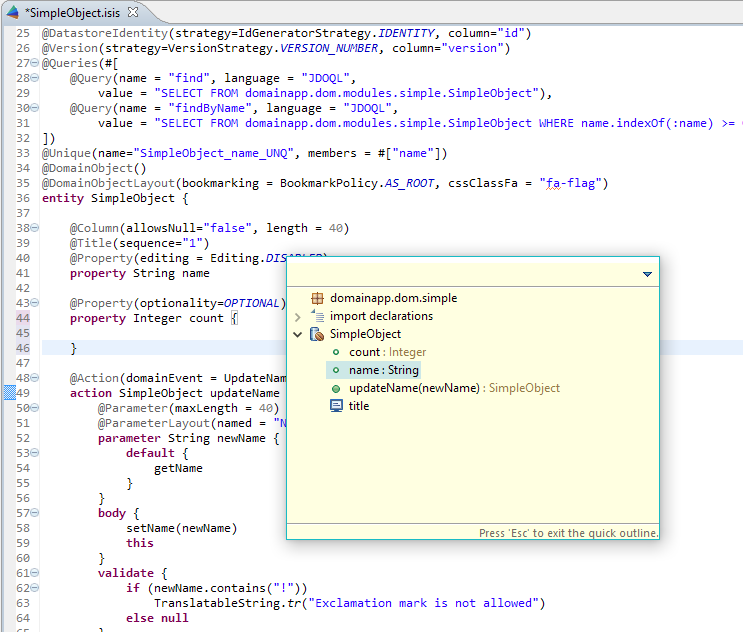 *SimpleObject.isis
25 @DatastoreIdentity(strategy=IdGeneratorStrategy.IDENTITY, column="id")
26 @Version(strategy=VersionStrategy.VERSION_NUMBER, column="version")
27 @Queries(#[
28 @Query(name = "find", language = "JDOQL",
29 value = "SELECT FROM domainapp.dom.modules.simple.SimpleObject"),
30 @Query(name = "findByName", language = "JDOQL",
31 value = "SELECT FROM domainapp.dom.modules.simple.SimpleObject WHERE name.indexOf(:name) >=
32 ])
33 @Unique(name="SimpleObject_name_UNQ", members = #["name"])
34 @DomainObject()
35 @DomainObjectLayout(bookmarking = BookmarkPolicy.AS_ROOT, cssClassFa = "fa-flag")
36 entity SimpleObject {
37
38 @Column(allowsNull="false", length = 40)
39 @Title(sequence="1")
40 @Property(editing = Editing.DISABLED)
41 property String name
42
43 @Property(optionality=OPTIONAL)
44 property Integer count {
45
46 }
47
48 @Action(domainEvent = UpdateNam
49 action SimpleObject updateName
50 @Parameter(maxLength = 40)
51 @ParameterLayout(named = "N
52 parameter String newName {
53 default {
54 getName
55 }
56 }
57 body {
58 setName(newName)
59 this
60 }
61 validate {
62 if (newName.contains("!"))
63 TranslatableString.tr("Exclamation mark is not allowed")
64 else null
65 }
domainapp.dom.simple
import declarations
SimpleObject
count : Integer
name : String
updateName(newName) : SimpleObject
title
Press 'Esc' to exit the quick outline.